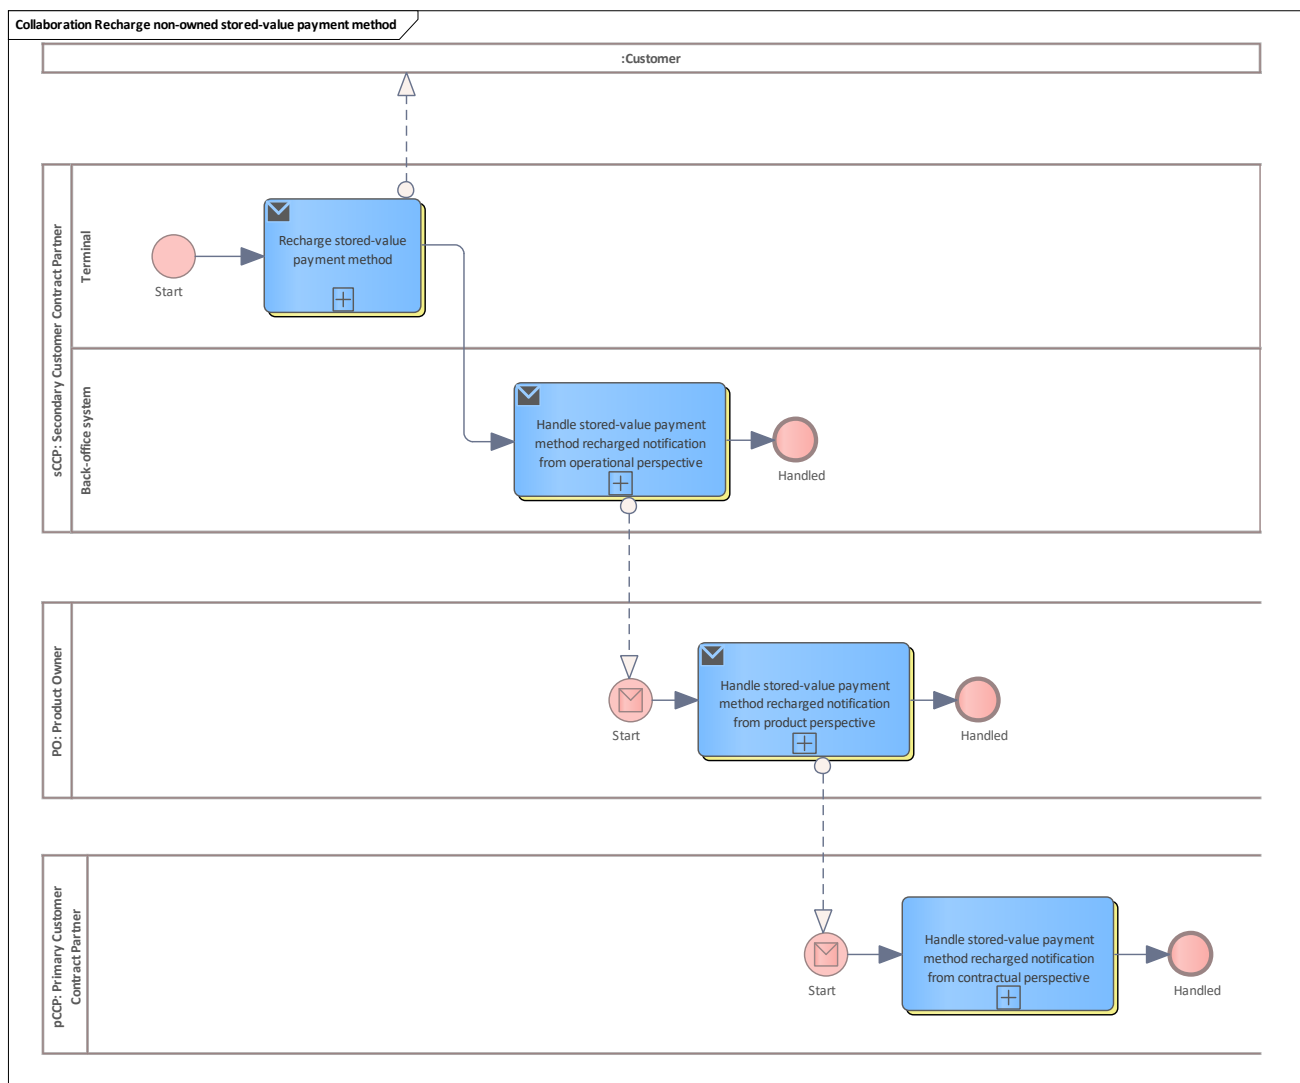 Collaboration Recharge non-owned stored-value payment method
:Customer
sCCP: Secondary Customer Contract Partner
Terminal
Start
Recharge stored-value
payment method
Back-office system
Handle stored-value payment
method recharged notification
from operational perspective
Handled
PO: Product Owner
Start
Handle stored-value payment
method recharged notification
from product perspective
Handled
pCCP: Primary Customer
Contract Partner
Start
Handle stored-value payment
method recharged notification
from contractual perspective
Handled